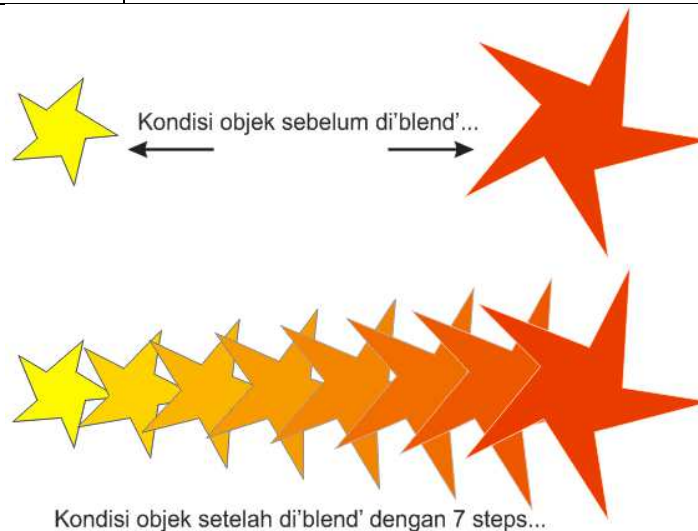 Kondisi objek sebelum di'blend'...
Kondisi objek setelah di'blend' dengan 7 steps...